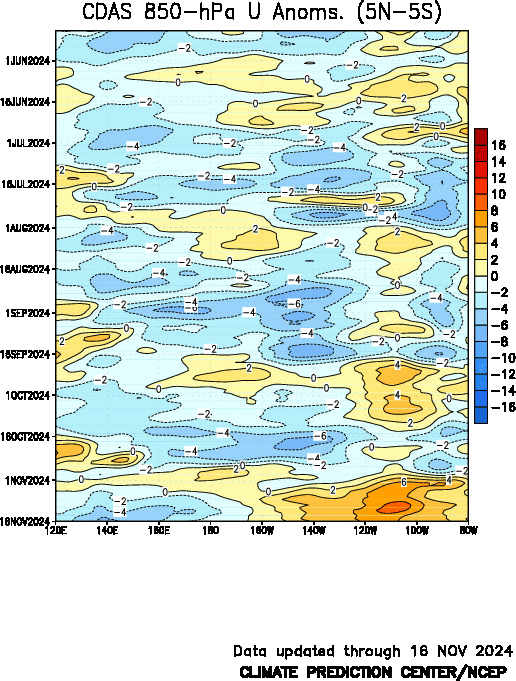 CDAS 850-hPa U Anoms. (5N-5S)
1JUN2024
16JUN2024
1JUL2024
16JUL2024
1AUG2024
16AUG2024
1SEP2024
16SEP2024
1OCT2024
16OCT2024
1NOV2024
16NOV2024
120E 140E 160E 180 160W 140W 120W 100W 80W
16
14
12
10
8
6
4
2
0
-2
-4
-6
-8
-10
-12
-14
-16
Data updated through 16 NOV 2024
CLIMATE PREDICTION CENTER/NCEP